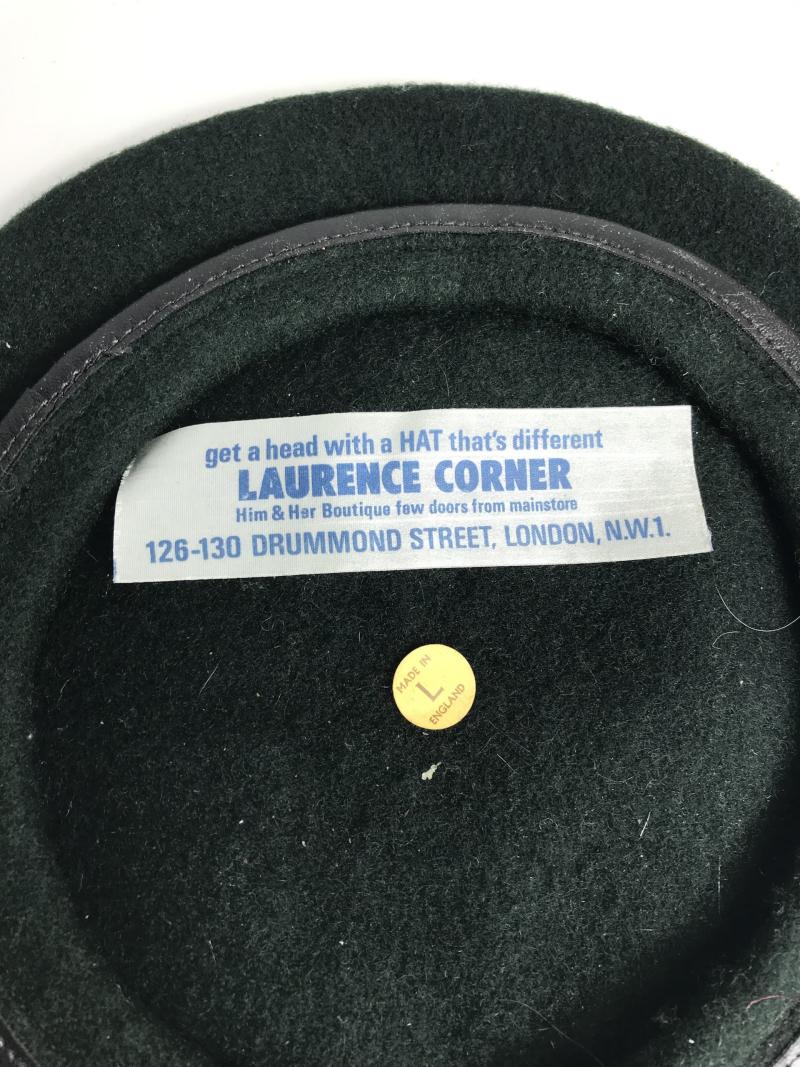 get a head with a HAT that's different
LAURENCE CORNER
Him & Her Boutique few doors from mainstore
126-130 DRUMMOND STREET, LONDON, N.W.1.
MADE IN
L
ENGLAND